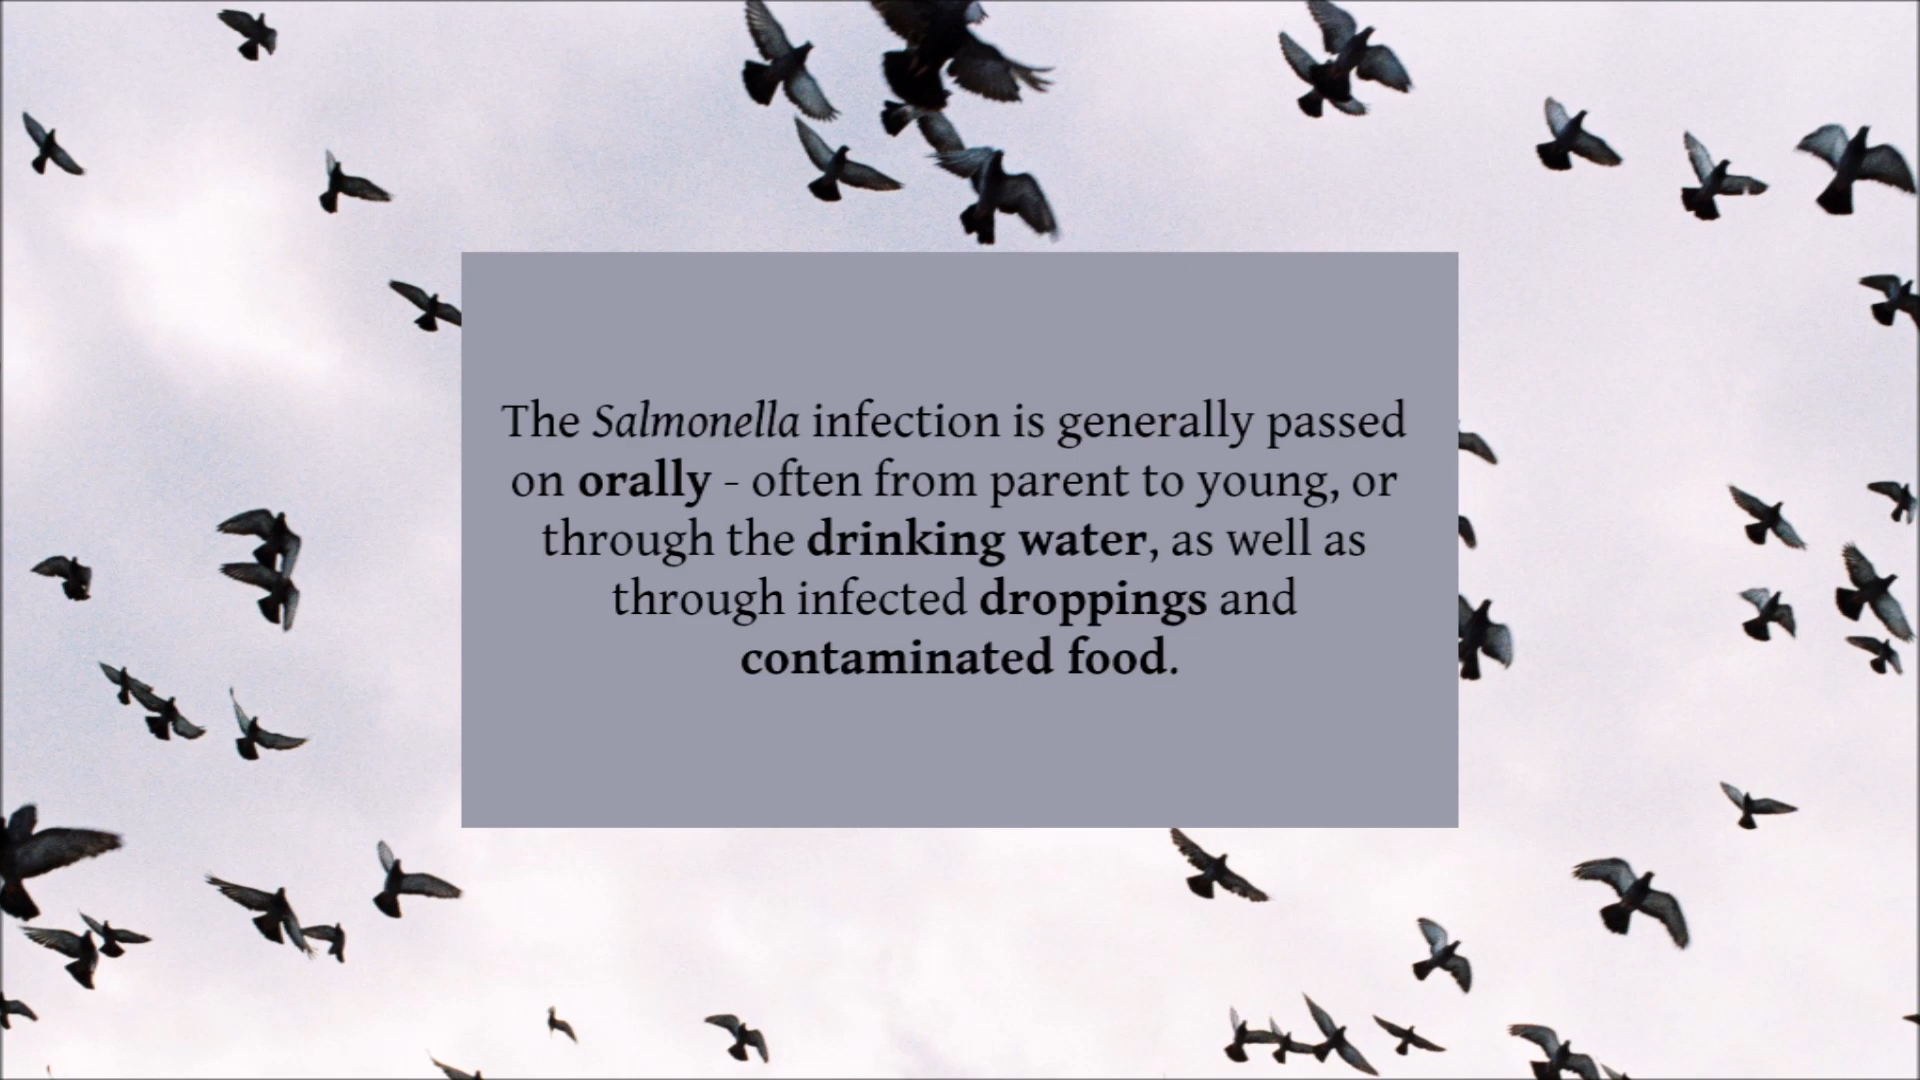 The Salmonella infection is generally passed
on orally - often from parent to young, or
through the drinking water, as well as
through infected droppings and
contaminated food.